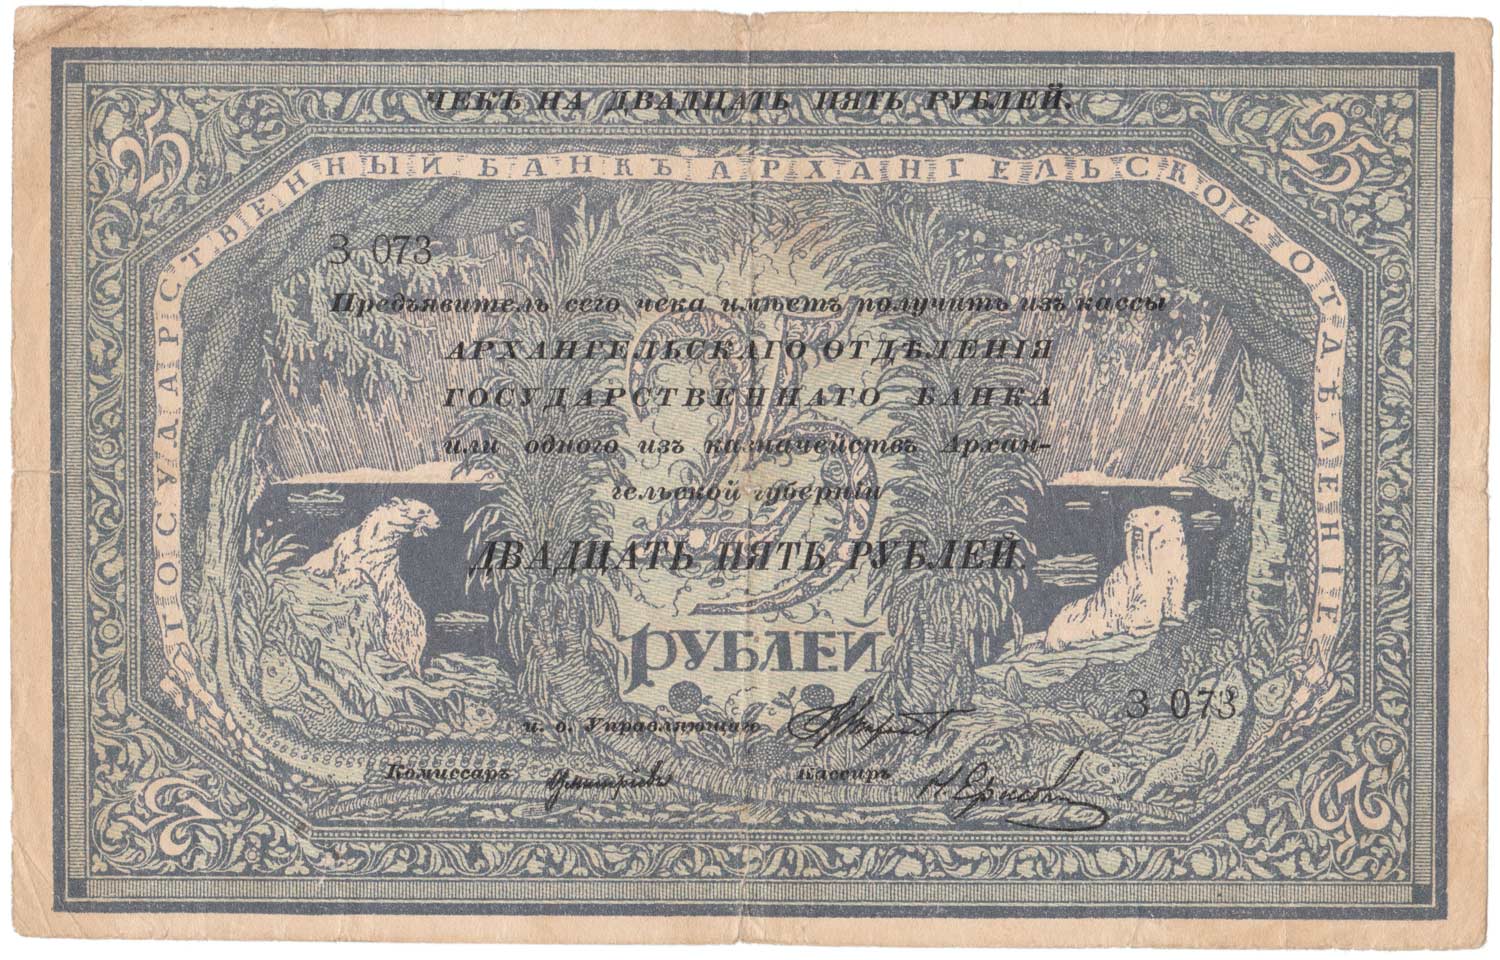 ЧЕКЪ НА ДВАДЦАТЬ ПЯТЬ РУБЛЕЙ.
25 25
ГОСУДАРСТВЕННЫЙ БАНКЪ АРХАНГЕЛЬСКОЕ ОТДѢЛЕНІЕ
З 073
Предъявитель сего чека имѣетъ получить изъ кассы
АРХАНГЕЛЬСКАГО ОТДѢЛЕНІЯ
ГОСУДАРСТВЕННАГО БАНКА
или одного изъ казначействъ Архан-
гельской губерніи
ДВАДЦАТЬ ПЯТЬ РУБЛЕЙ.
25
РУБЛЕЙ
З 073
и. о. Управляющаго
Комиссаръ Кассиръ
25 25